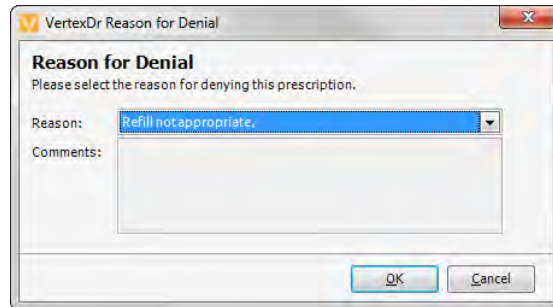 VertexDr Reason for Denial
Reason for Denial
Please select the reason for denying this prescription.
Reason: Refill not appropriate.
Comments:
OK Cancel